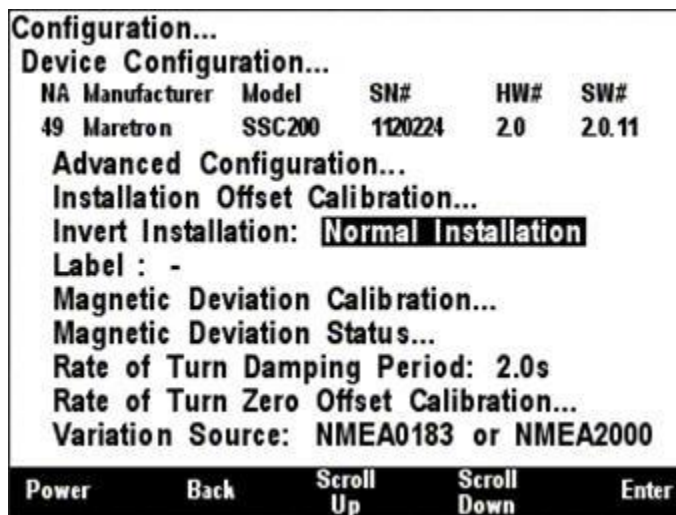 Configuration...
Device Configuration...
NA Manufacturer Model SN# HW# SW#
49 Maretron SSC200 1120224 2.0 2.0.11
Advanced Configuration...
Installation Offset Calibration...
Invert Installation: Normal Installation
Label : -
Magnetic Deviation Calibration...
Magnetic Deviation Status...
Rate of Turn Damping Period: 2.0s
Rate of Turn Zero Offset Calibration...
Variation Source: NMEA0183 or NMEA2000
Power Back Scroll Up Scroll Down Enter